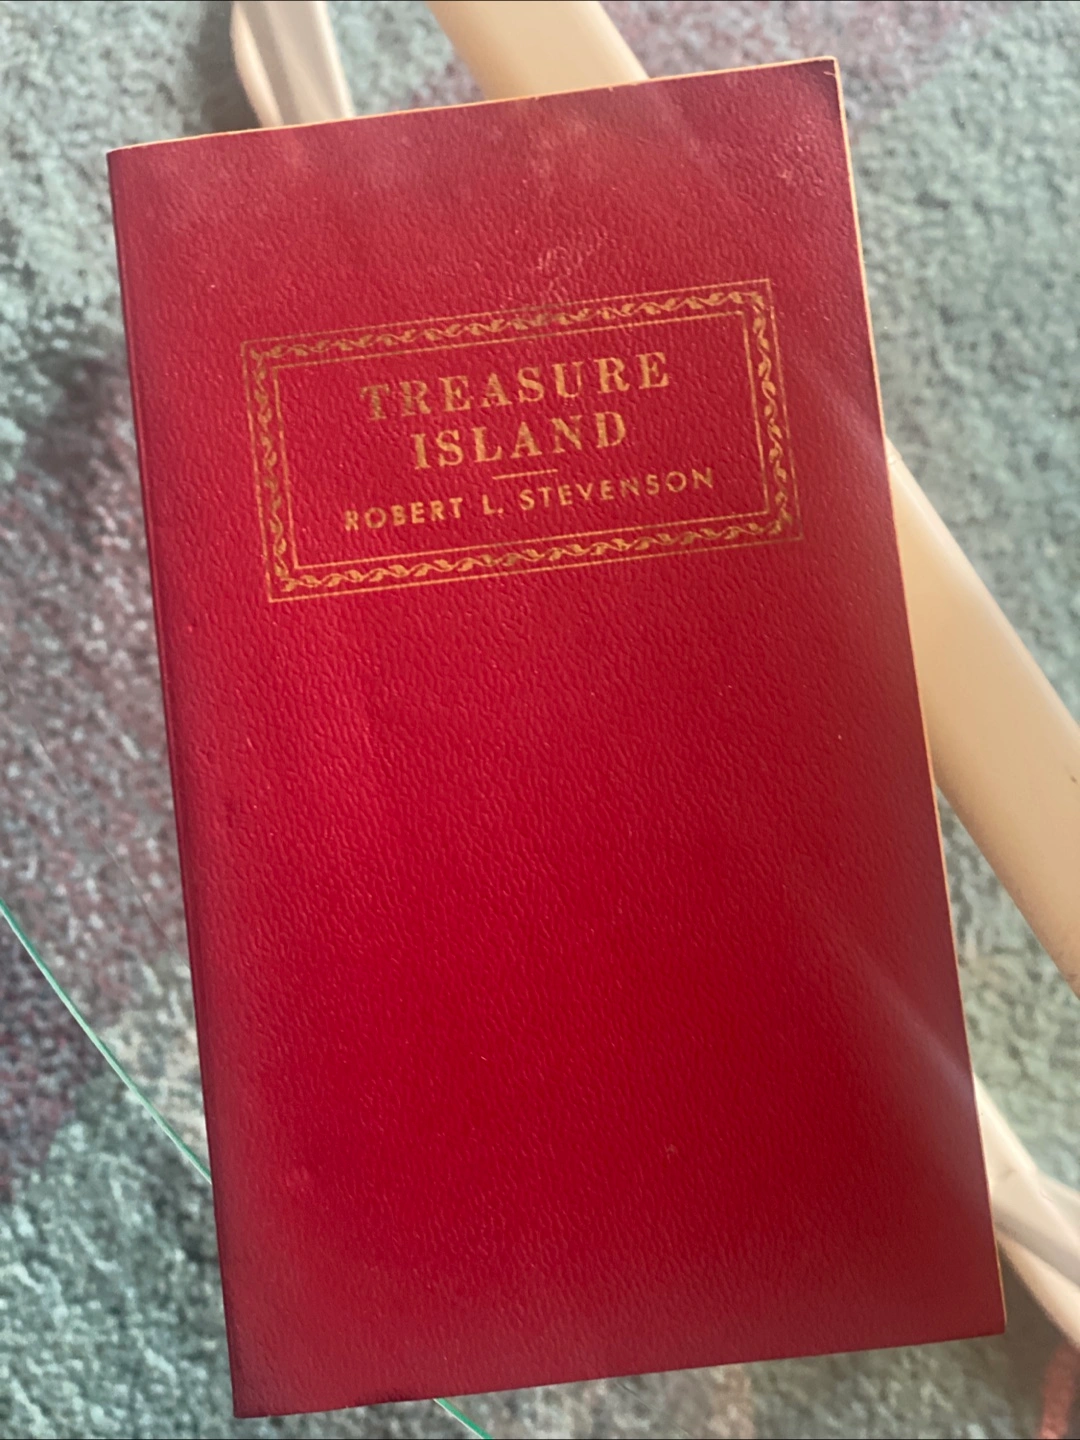 TREASURE
ISLAND
ROBERT L. STEVENSON